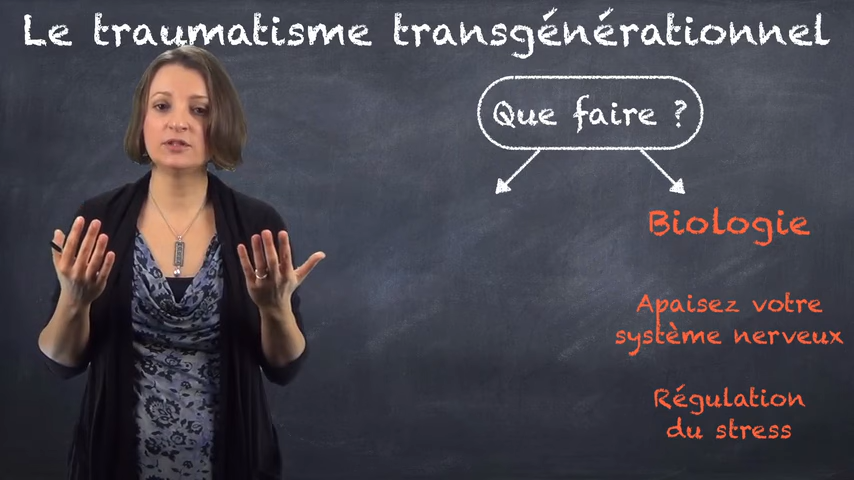 Le traumatisme transgénérationnel
Que faire ?
Biologie
Apaisez votre
système nerveux
Régulation
du stress